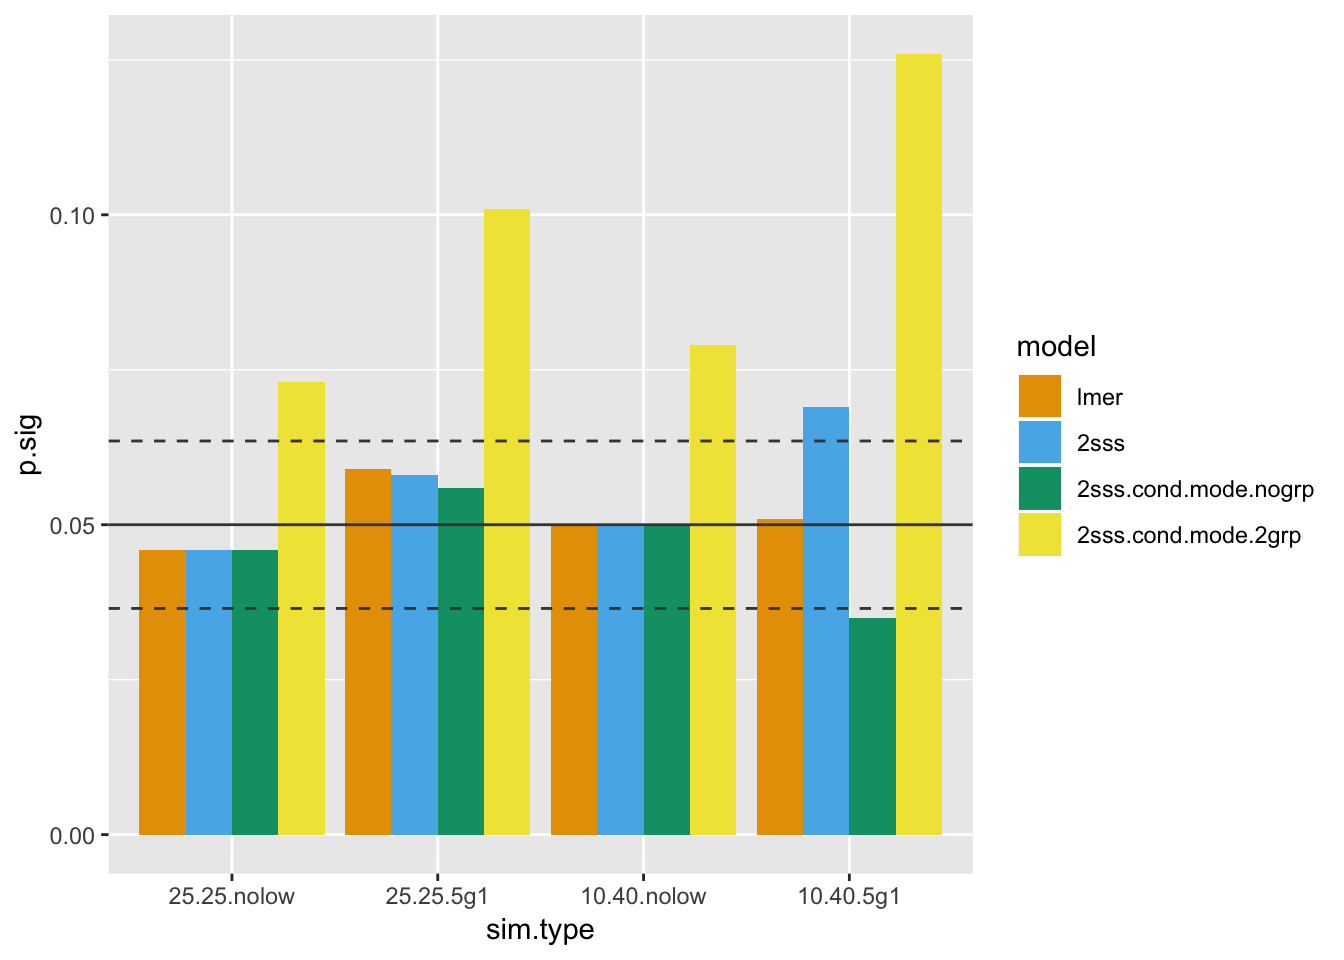 p.sig
0.10
0.05
0.00
25.25.nolow
25.25.5g1
10.40.nolow
10.40.5g1
sim.type
model
lmer
2sss
2sss.cond.mode.nogrp
2sss.cond.mode.2grp